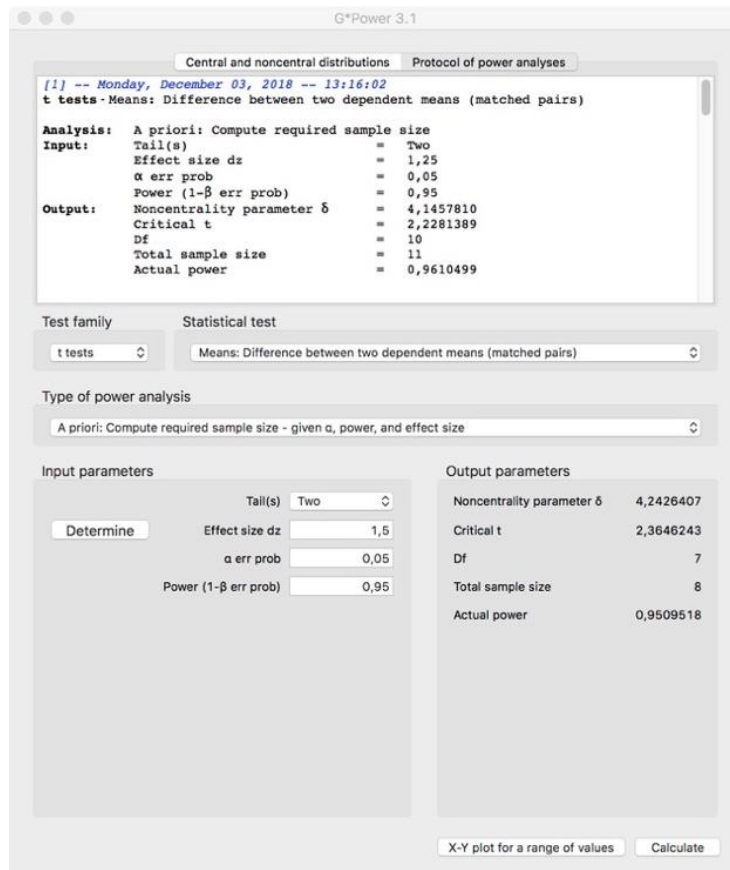 G*Power 3.1
Central and noncentral distributions Protocol of power analyses
[1] -- Monday, December 03, 2018 -- 13:16:02
t tests - Means: Difference between two dependent means (matched pairs)
Analysis: A priori: Compute required sample size
Input: Tail(s) = Two
Effect size dz = 1,25
α err prob = 0,05
Power (1-β err prob) = 0,95
Output: Noncentrality parameter δ = 4,1457810
Critical t = 2,2281389
Df = 10
Total sample size = 11
Actual power = 0,9610499
Test family Statistical test
t tests Means: Difference between two dependent means (matched pairs)
Type of power analysis
A priori: Compute required sample size - given α, power, and effect size
Input parameters Output parameters
Tail(s) Two Noncentrality parameter δ 4,2426407
Determine Effect size dz 1,5 Critical t 2,3646243
α err prob 0,05 Df 7
Power (1-β err prob) 0,95 Total sample size 8
Actual power 0,9509518
X-Y plot for a range of values Calculate